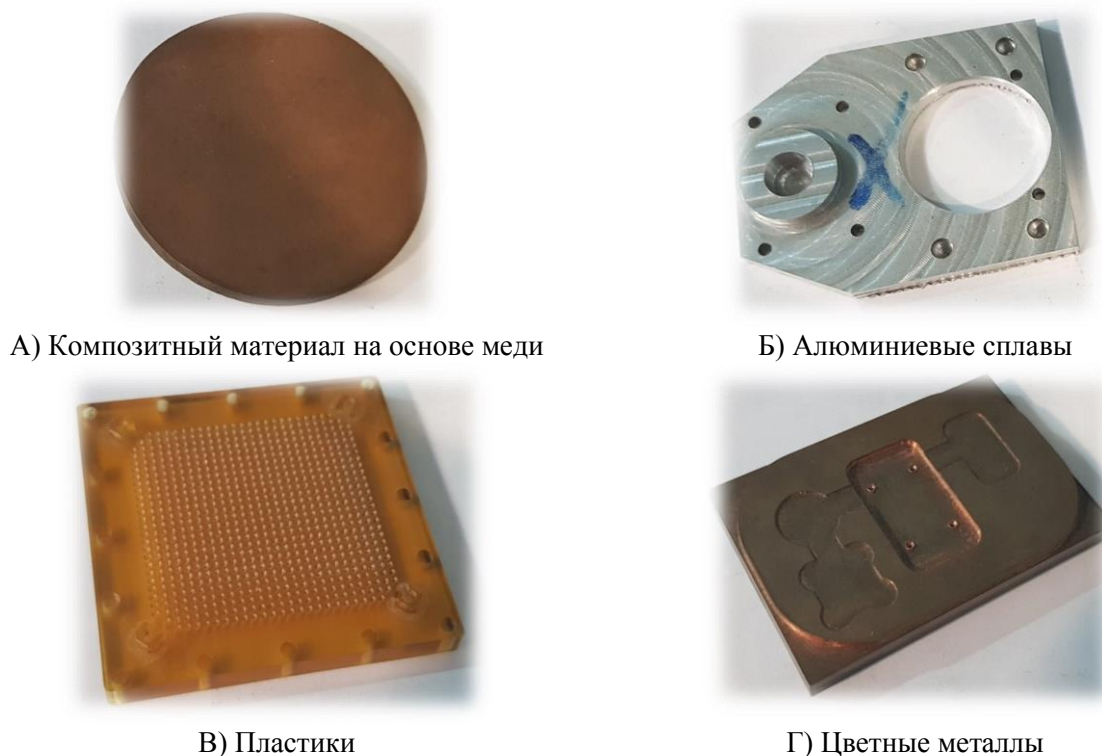 А) Композитный материал на основе меди
Б) Алюминиевые сплавы
В) Пластики
Г) Цветные металлы